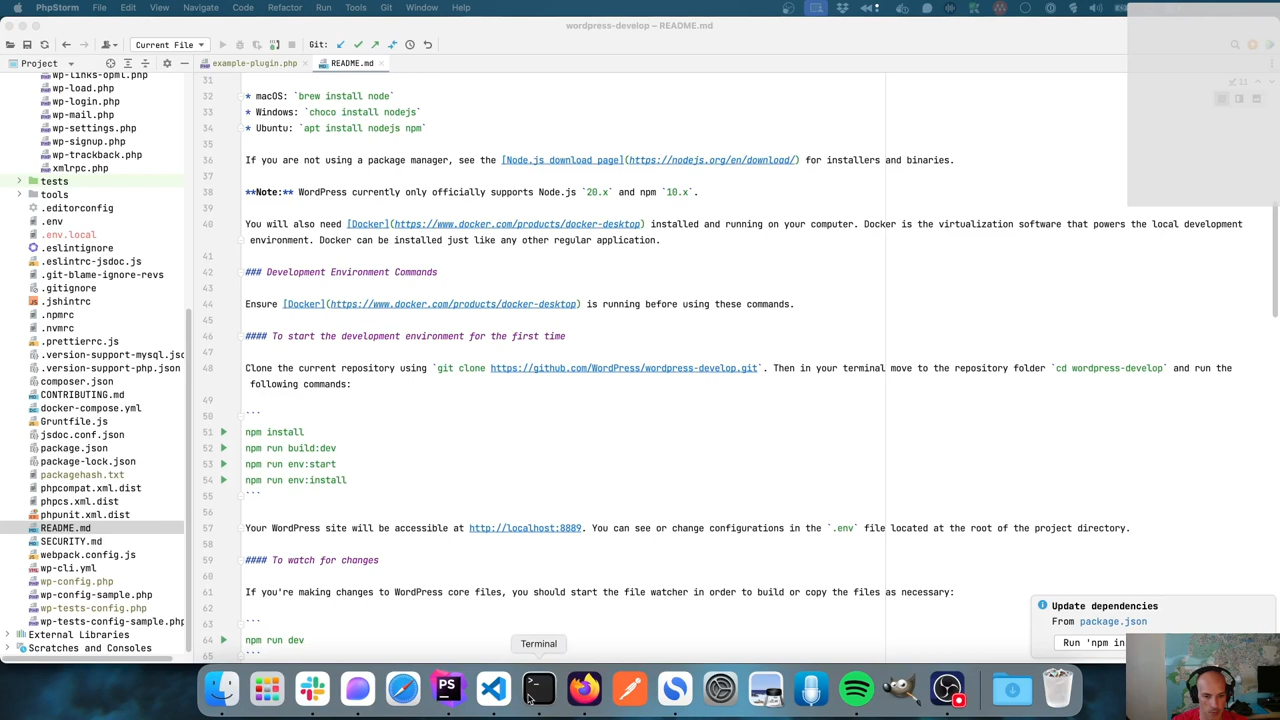 PhpStorm File Edit View Navigate Code Refactor Run Tools Git Window Help
wordpress-develop – README.md
Current File
Git:
Project
example-plugin.php
README.md
wp-links-opml.php
wp-load.php
wp-login.php
wp-mail.php
wp-settings.php
wp-signup.php
wp-trackback.php
xmlrpc.php
tests
tools
.editorconfig
.env
.env.local
.eslintignore
.eslintrc-jsdoc.js
.git-blame-ignore-revs
.gitignore
.jshintrc
.npmrc
.nvmrc
.prettierrc.js
.version-support-mysql.jsc
.version-support-php.json
composer.json
CONTRIBUTING.md
docker-compose.yml
Gruntfile.js
jsdoc.conf.json
package.json
package-lock.json
packagehash.txt
phpcompat.xml.dist
phpcs.xml.dist
phpunit.xml.dist
README.md
SECURITY.md
webpack.config.js
wp-cli.yml
wp-config.php
wp-config-sample.php
wp-tests-config.php
wp-tests-config-sample.php
External Libraries
Scratches and Consoles
11
31
32 * macOS: `brew install node`
33 * Windows: `choco install nodejs`
34 * Ubuntu: `apt install nodejs npm`
35
36 If you are not using a package manager, see the [Node.js download page](https://nodejs.org/en/download/) for installers and binaries.
37
38 **Note:** WordPress currently only officially supports Node.js `20.x` and npm `10.x`.
39
40 You will also need [Docker](https://www.docker.com/products/docker-desktop) installed and running on your computer. Docker is the virtualization software that powers the local development
environment. Docker can be installed just like any other regular application.
41
42 ### Development Environment Commands
43
44 Ensure [Docker](https://www.docker.com/products/docker-desktop) is running before using these commands.
45
46 #### To start the development environment for the first time
47
48 Clone the current repository using `git clone https://github.com/WordPress/wordpress-develop.git`. Then in your terminal move to the repository folder `cd wordpress-develop` and run the
following commands:
49
50 ```
51 npm install
52 npm run build:dev
53 npm run env:start
54 npm run env:install
55 ```
56
57 Your WordPress site will be accessible at http://localhost:8889. You can see or change configurations in the `.env` file located at the root of the project directory.
58
59 #### To watch for changes
60
61 If you're making changes to WordPress core files, you should start the file watcher in order to build or copy the files as necessary:
62
63 ```
64 npm run dev
65 ```
Update dependencies
From package.json
Run 'npm in
Terminal
PS